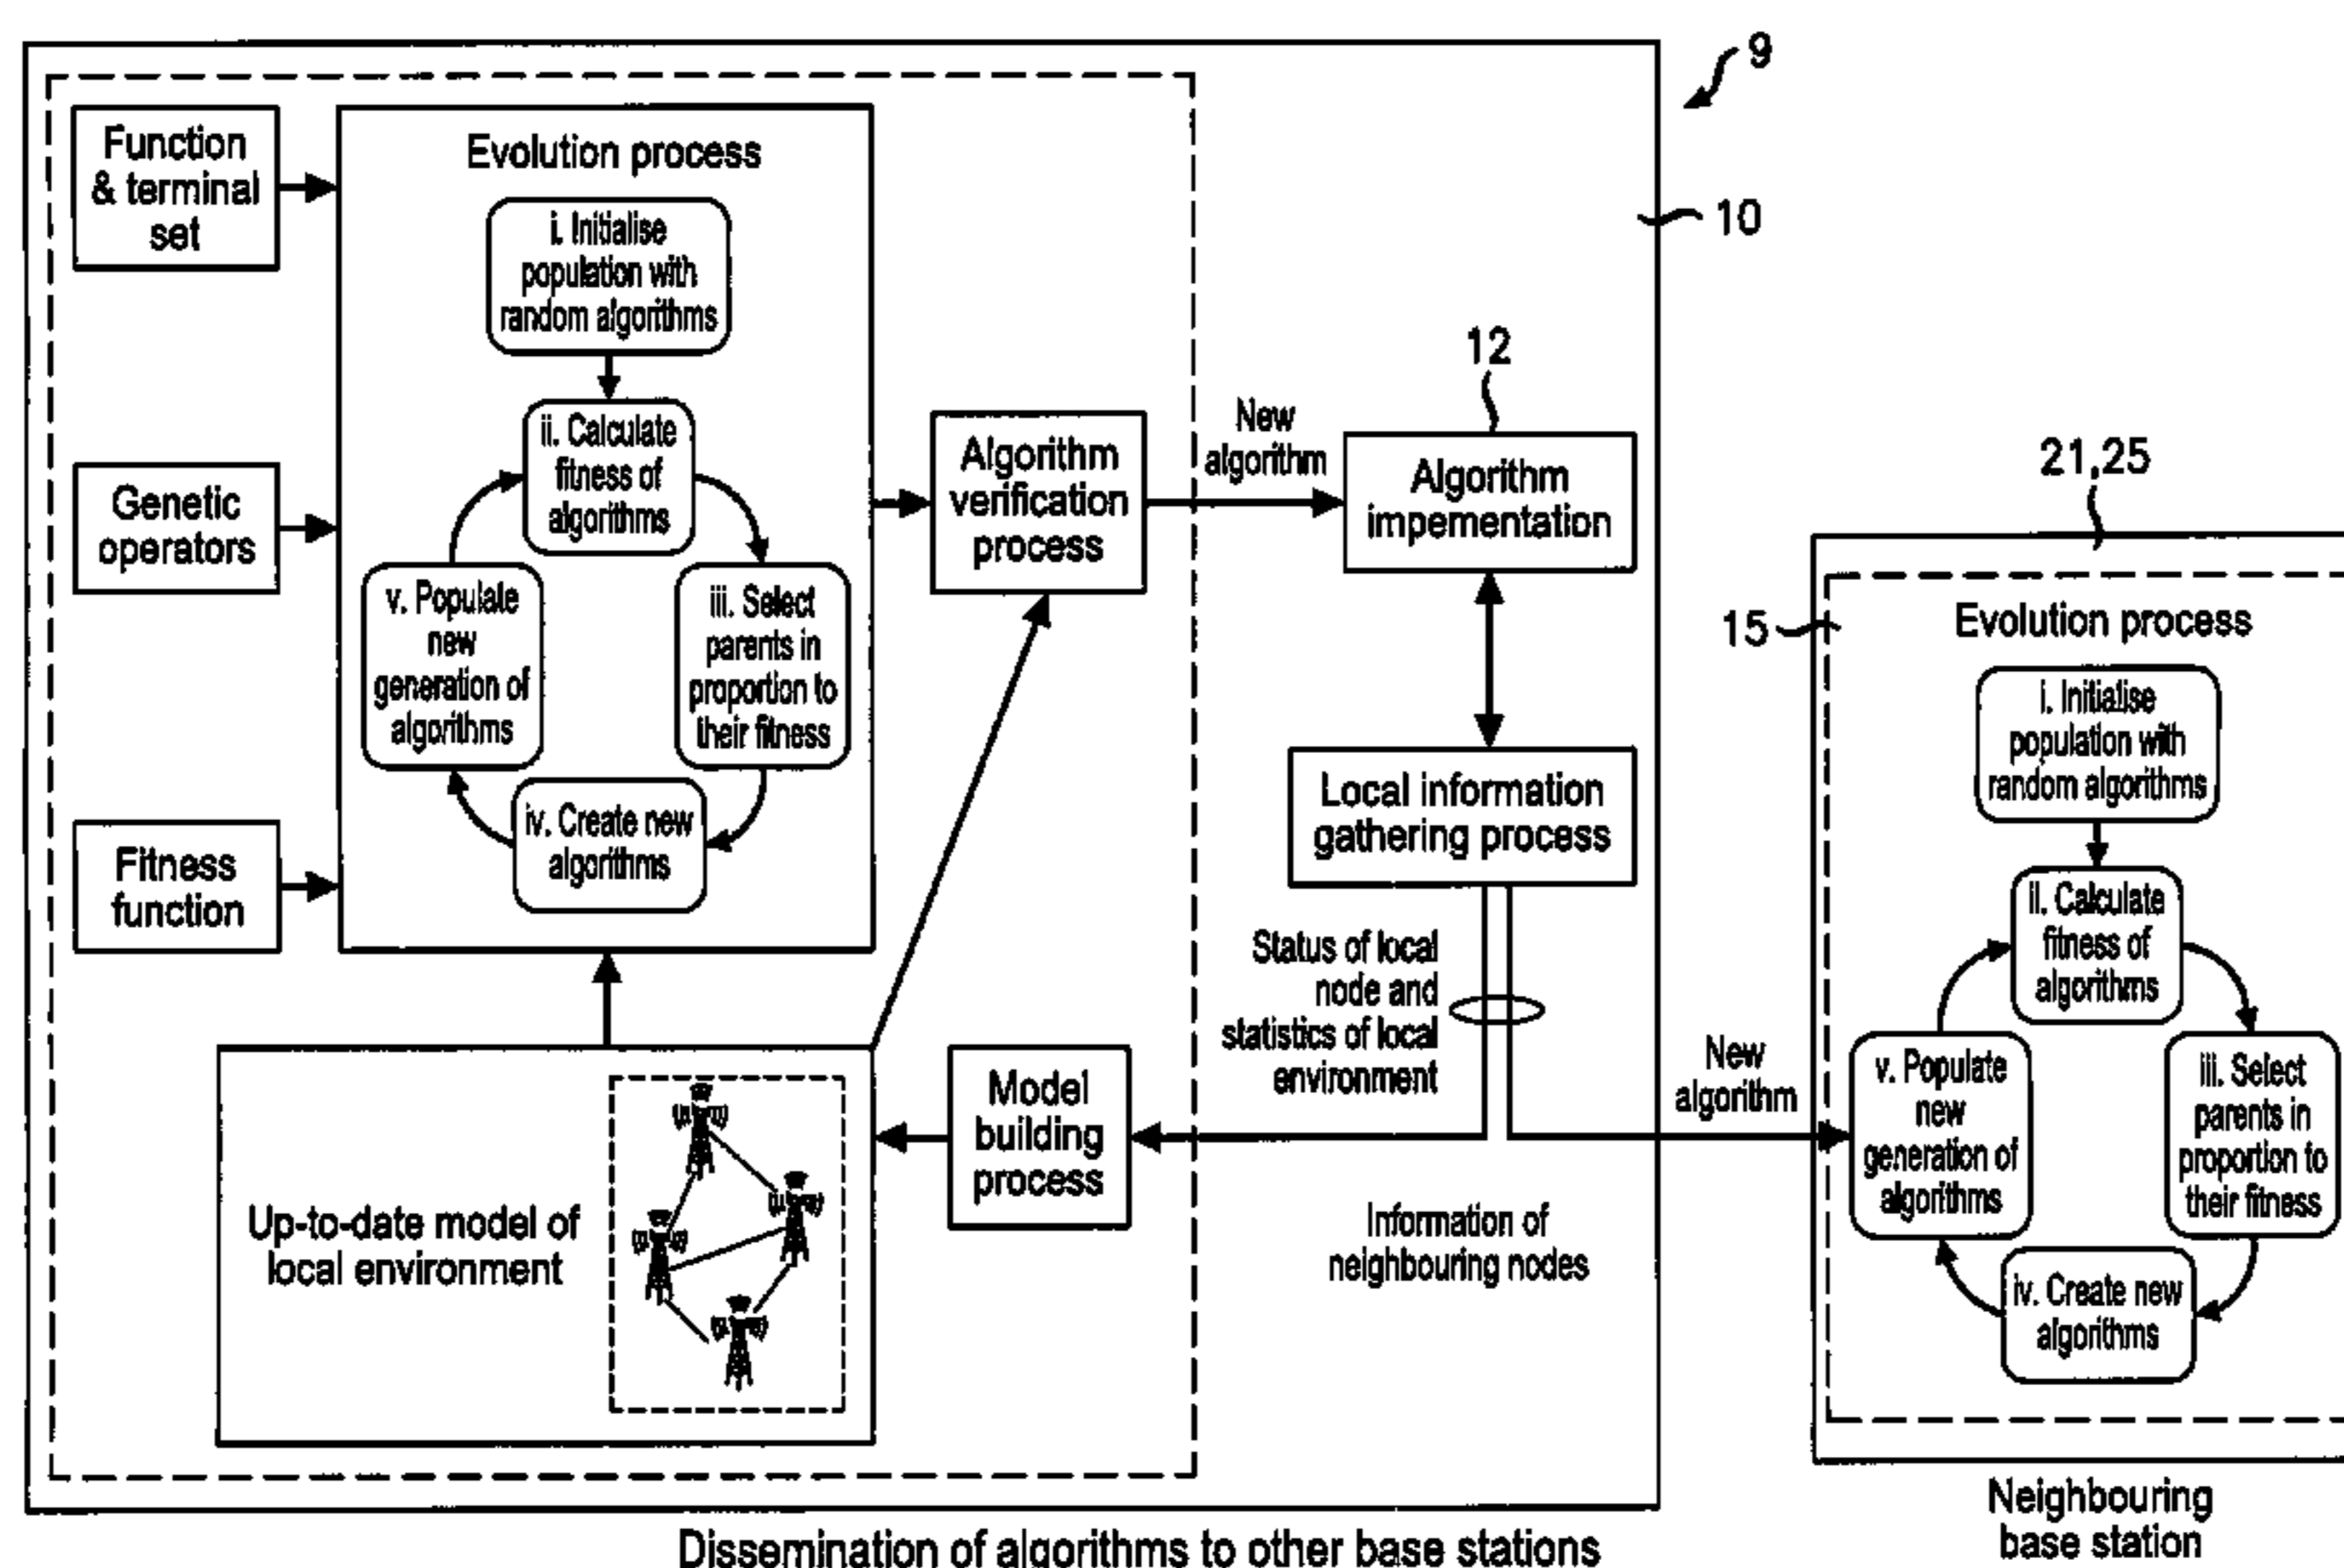 9
10
Function
& terminal
set
Genetic
operators
Fitness
function
Evolution process
i. Initialise
population with
random algorithms
ii. Calculate
fitness of
algorithms
iii. Select
parents in
proportion to
their fitness
iv. Create new
algorithms
v. Populate
new
generation of
algorithms
Algorithm
verification
process
New
algorithm
12
Algorithm
impementation
Local information
gathering process
Status of local
node and
statistics of local
environment
Model
building
process
Up-to-date model of
local environment
Information of
neighbouring nodes
New
algorithm
21,25
15
Evolution process
i. Initialise
population with
random algorithms
ii. Calculate
fitness of
algorithms
iii. Select
parents in
proportion to
their fitness
iv. Create new
algorithms
v. Populate
new
generation of
algorithms
Neighbouring
base station
Dissemination of algorithms to other base stations